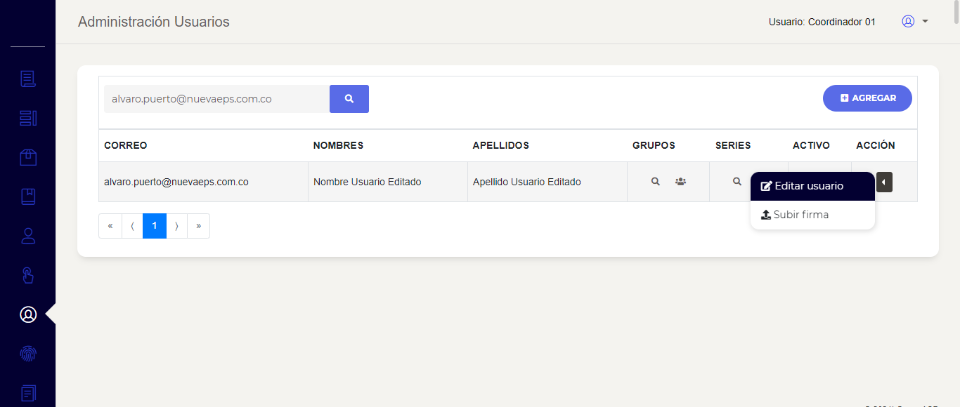 Administración Usuarios
Usuario: Coordinador 01
alvaro.puerto@nuevaeps.com.co
AGREGAR
CORREO NOMBRES APELLIDOS GRUPOS SERIES ACTIVO ACCIÓN
alvaro.puerto@nuevaeps.com.co Nombre Usuario Editado Apellido Usuario Editado
Editar usuario
Subir firma
« ⟨ 1 ⟩ »